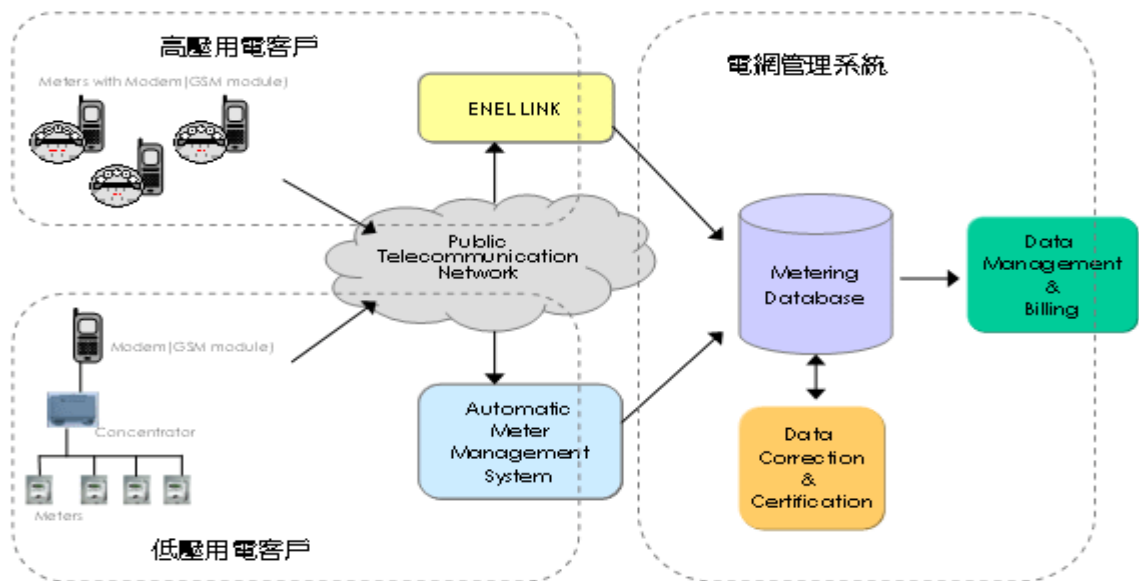 高壓用電客戶
Meters with Modem(GSM module)
ENEL LINK
電網管理系統
Public
Telecommunication
Network
Metering
Database
Data
Management
&
Billing
Modem(GSM module)
Concentrator
Meters
低壓用電客戶
Automatic
Meter
Management
System
Data
Correction
&
Certification